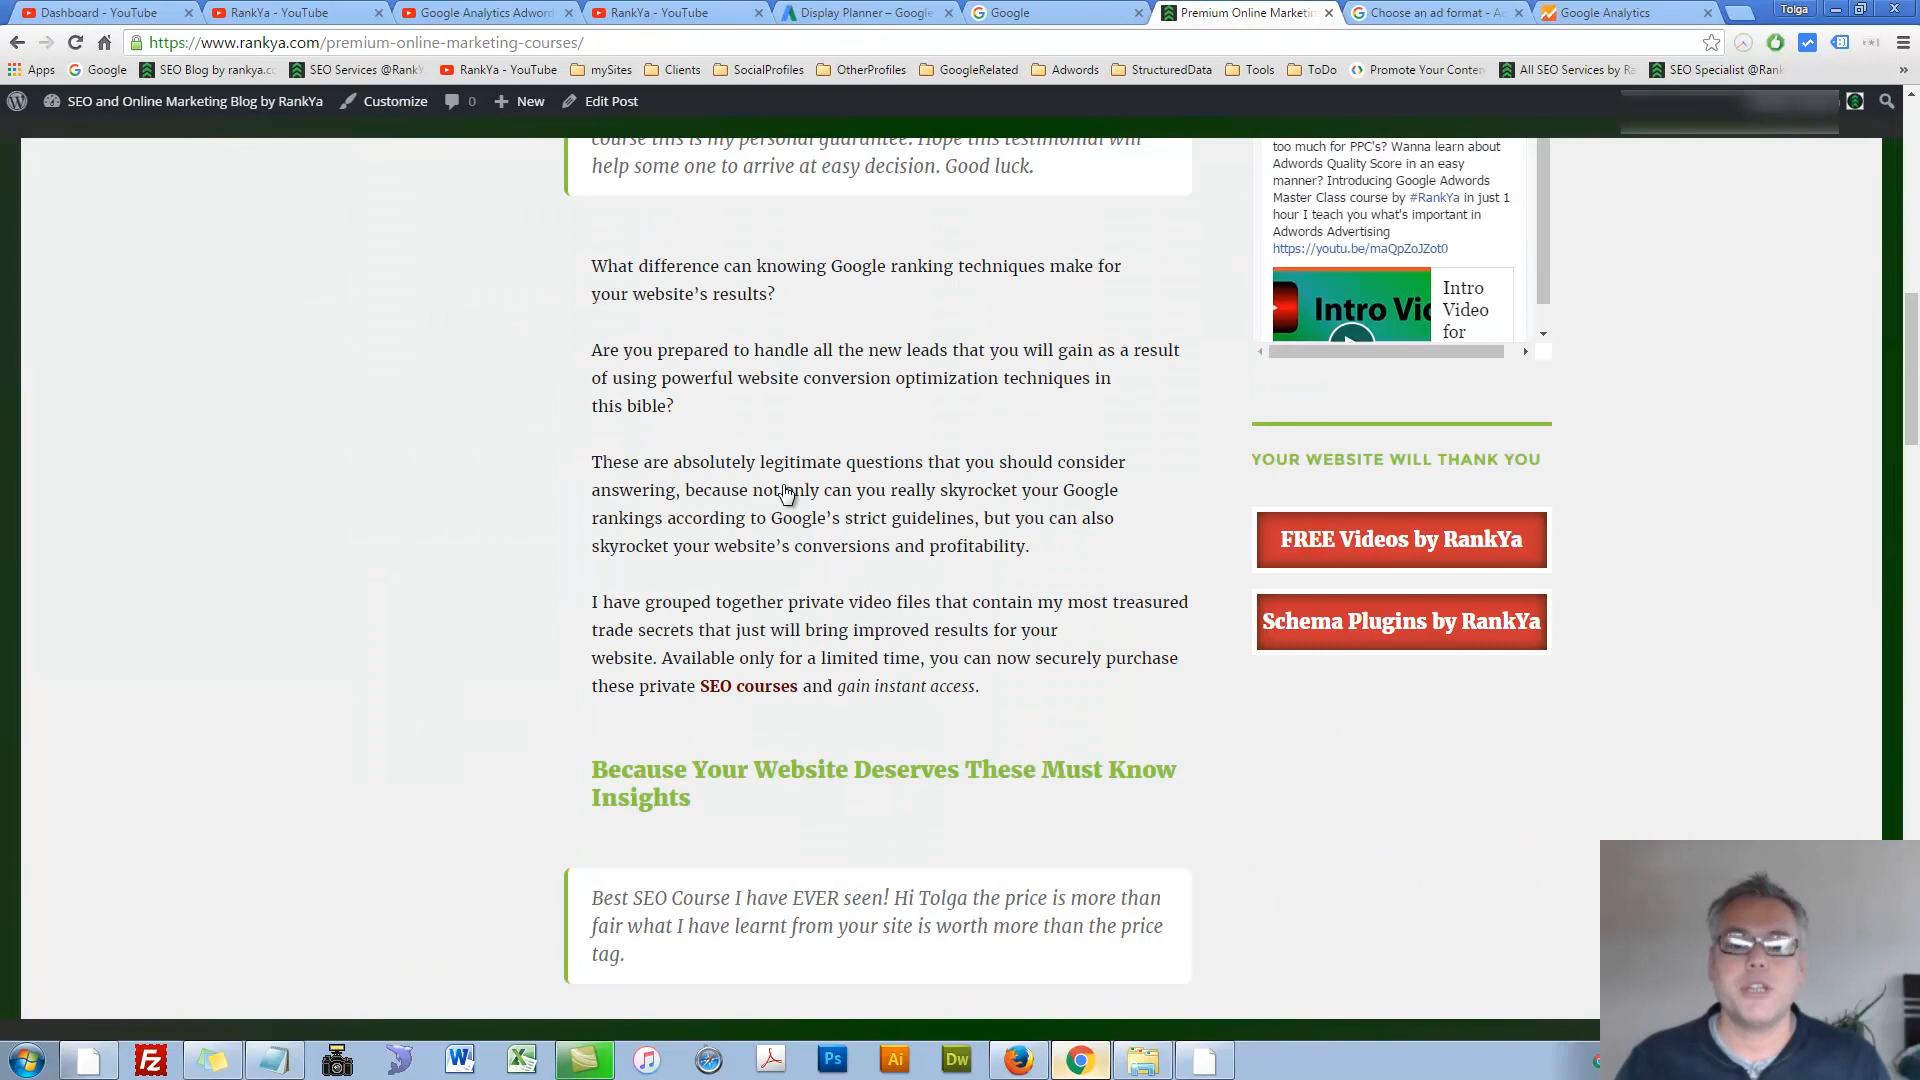 Dashboard - YouTube
RankYa - YouTube
Google Analytics Adword
RankYa - YouTube
Display Planner – Google
Google
Premium Online Marketin
Choose an ad format - A
Google Analytics
Tolga
https://www.rankya.com/premium-online-marketing-courses/
Apps
Google
SEO Blog by rankya.c
SEO Services @RankY
RankYa - YouTube
mySites
Clients
SocialProfiles
OtherProfiles
GoogleRelated
Adwords
StructuredData
Tools
ToDo
Promote Your Conten
All SEO Services by Ra
SEO Specialist @Rank
SEO and Online Marketing Blog by RankYa
Customize
0
New
Edit Post
course this is my personal guarantee. Hope this testimonial will
help some one to arrive at easy decision. Good luck.
What difference can knowing Google ranking techniques make for
your website's results?
Are you prepared to handle all the new leads that you will gain as a result
of using powerful website conversion optimization techniques in
this bible?
These are absolutely legitimate questions that you should consider
answering, because not only can you really skyrocket your Google
rankings according to Google's strict guidelines, but you can also
skyrocket your website's conversions and profitability.
I have grouped together private video files that contain my most treasured
trade secrets that just will bring improved results for your
website. Available only for a limited time, you can now securely purchase
these private SEO courses and gain instant access.
Because Your Website Deserves These Must Know
Insights
Best SEO Course I have EVER seen! Hi Tolga the price is more than
fair what I have learnt from your site is worth more than the price
tag.
too much for PPC's? Wanna learn about
Adwords Quality Score in an easy
manner? Introducing Google Adwords
Master Class course by #RankYa in just 1
hour I teach you what's important in
Adwords Advertising
https://youtu.be/maQpZoJZot0
Intro Vi
Intro
Video
for
YOUR WEBSITE WILL THANK YOU
FREE Videos by RankYa
Schema Plugins by RankYa
Fz
W
X
Ps
Ai
Dw